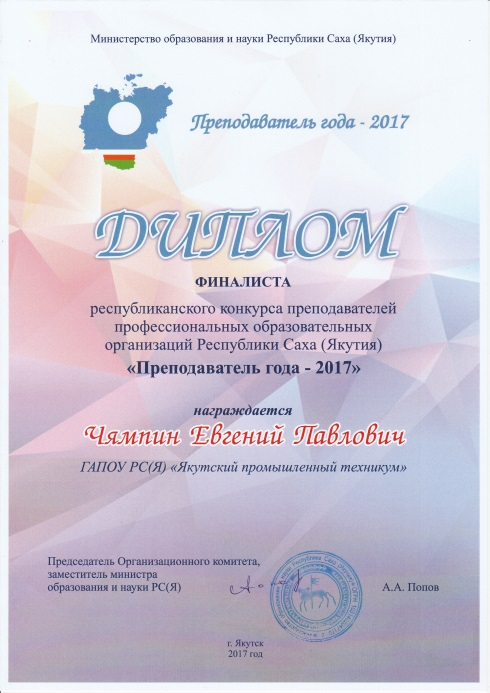 Министерство образования и науки Республики Саха (Якутия)
Преподаватель года - 2017
ДИПЛОМ
ФИНАЛИСТА
республиканского конкурса преподавателей
профессиональных образовательных
организаций Республики Саха (Якутия)
«Преподаватель года - 2017»
награждается
Чямпин Евгений Павлович
ГАПОУ РС(Я) «Якутский промышленный техникум»
Председатель Организационного комитета,
заместитель министра
образования и науки РС(Я)
А.А. Попов
г. Якутск
2017 год